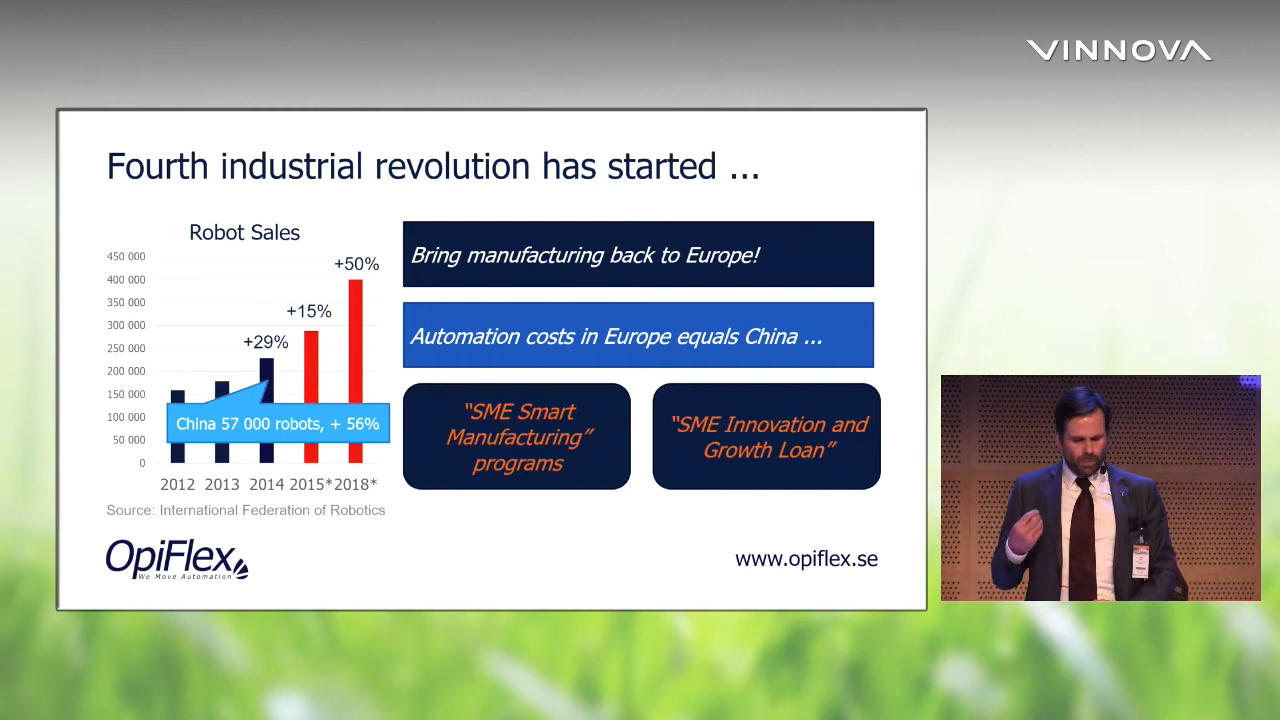 VINNOVA
Fourth industrial revolution has started ...
Robot Sales
450 000
400 000
350 000
300 000
250 000
200 000
150 000
100 000
50 000
0
+50%
+15%
+29%
China 57 000 robots, + 56%
2012 2013 2014 2015* 2018*
Source: International Federation of Robotics
Bring manufacturing back to Europe!
Automation costs in Europe equals China ...
"SME Smart
Manufacturing"
programs
"SME Innovation and
Growth Loan"
OpiFlex
We Move Automation
www.opiflex.se